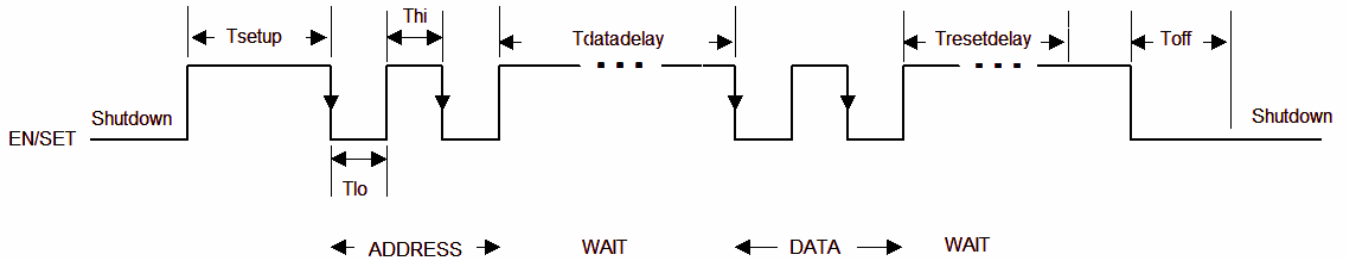 Thi
Tsetup
Tdatadelay
Tresetdelay
Toff
Shutdown
Shutdown
EN/SET
Tlo
ADDRESS
WAIT
DATA
WAIT